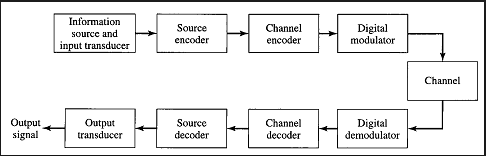 Information
source and
input transducer
Source
encoder
Channel
encoder
Digital
modulator
Channel
Output
signal
Output
transducer
Source
decoder
Channel
decoder
Digital
demodulator